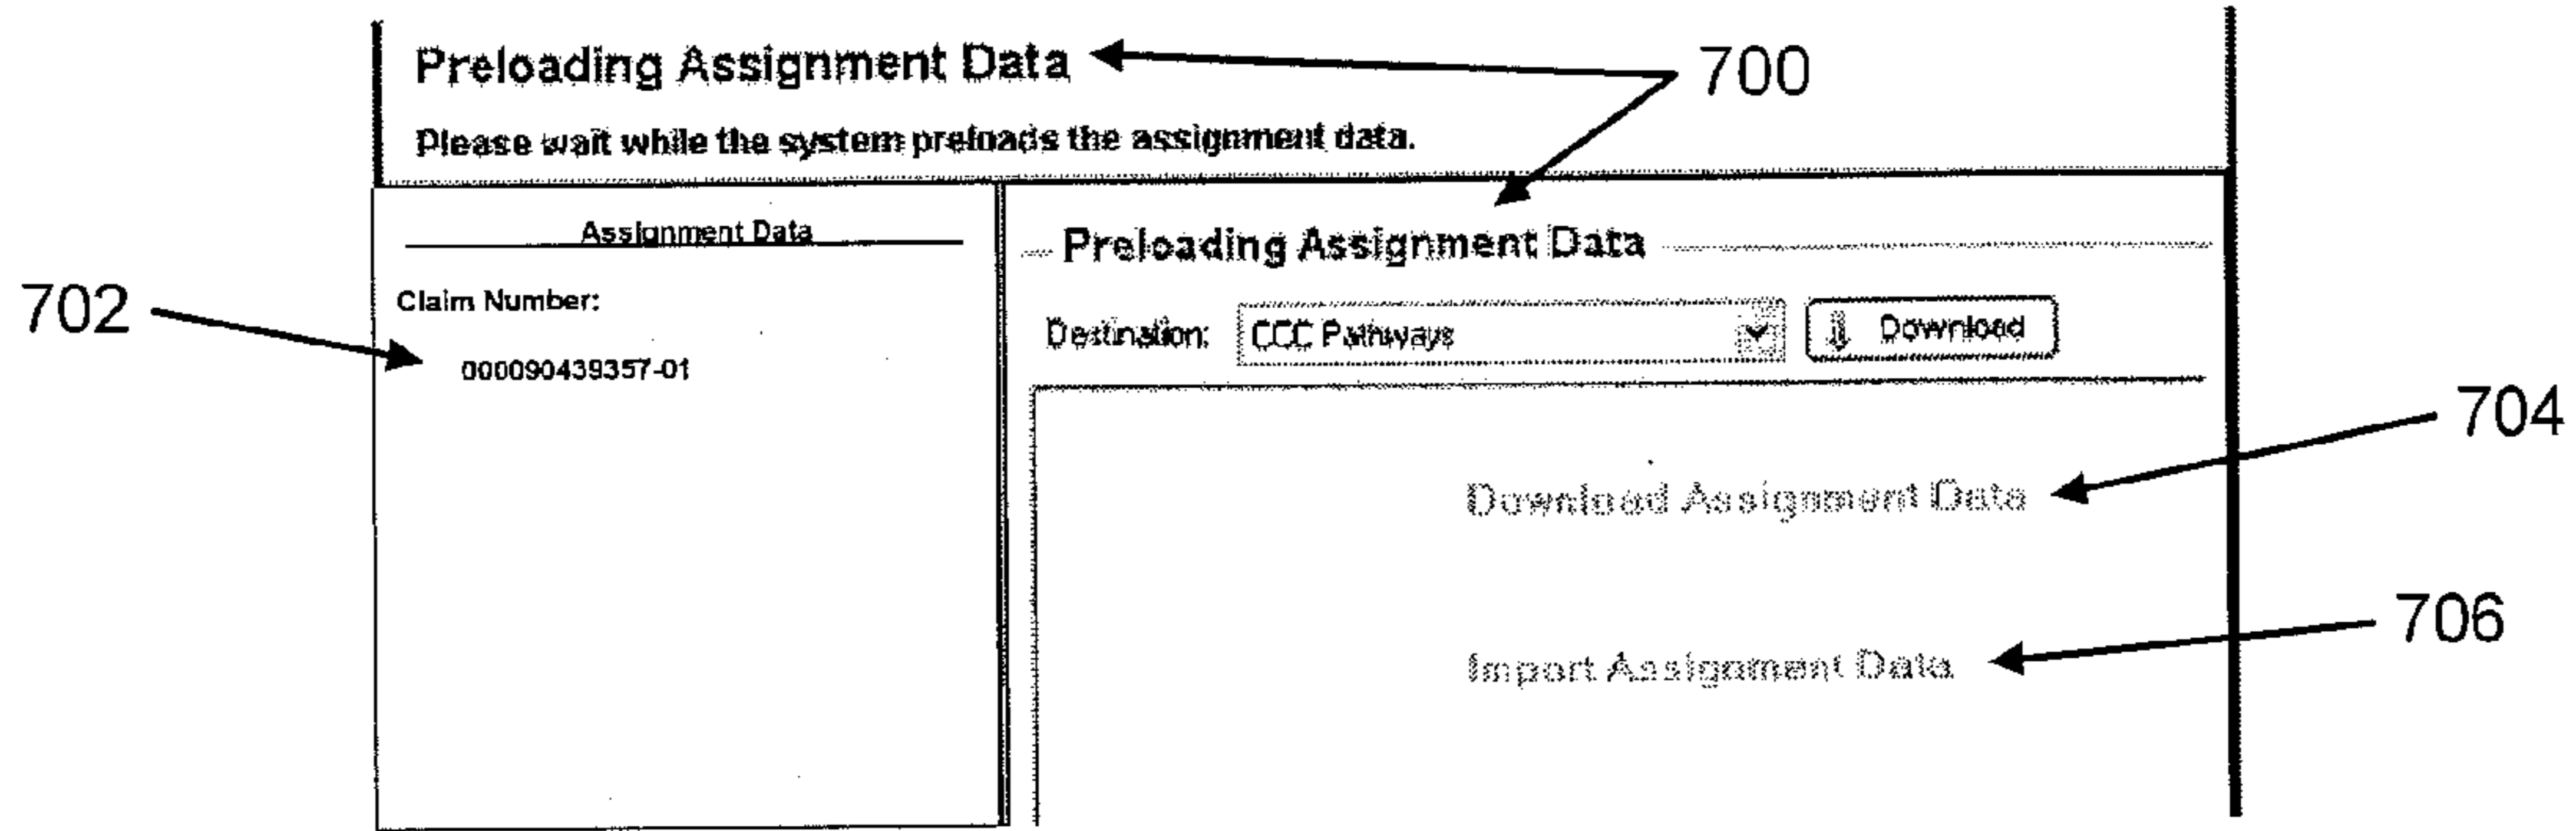 Preloading Assignment Data
700
Please wait while the system preloads the assignment data.
Assignment Data
Preloading Assignment Data
702
Claim Number:
Destination: CCC Pathways Download
000090439357-01
704
Download Assignment Data
706
Import Assignment Data